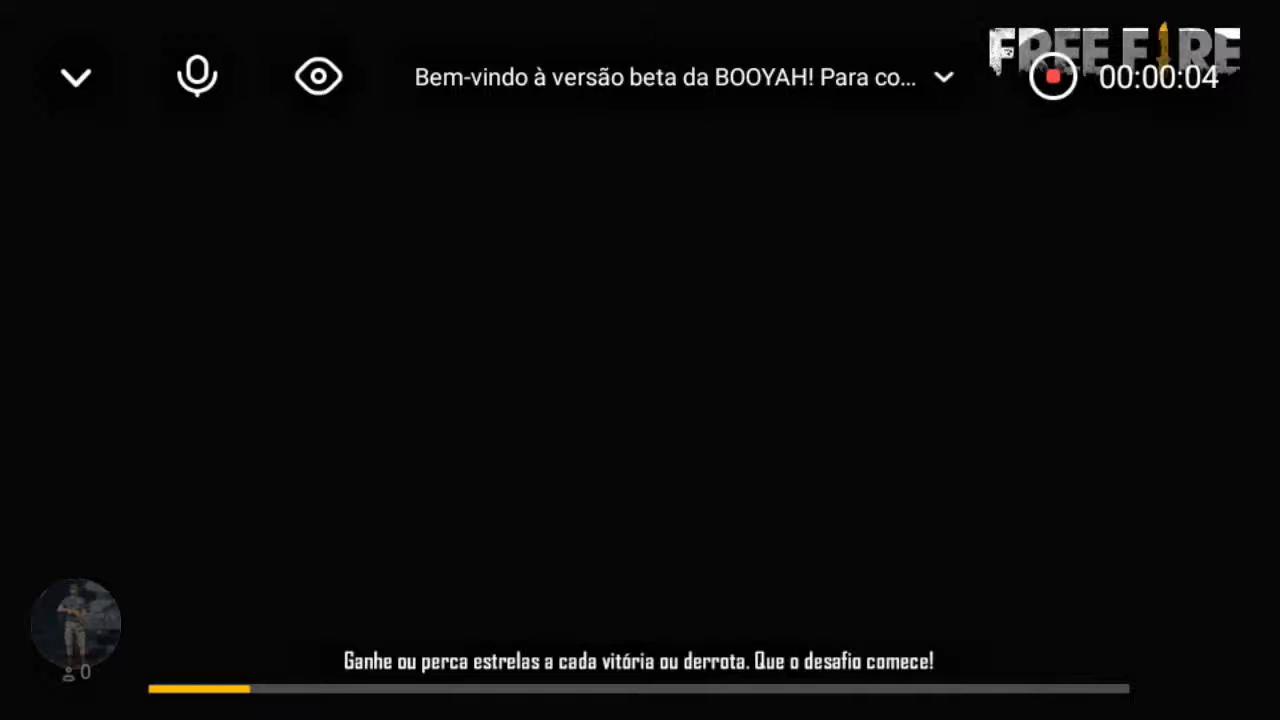 FREE FIRE
Bem-vindo à versão beta da BOOYAH! Para co...
00:00:04
0
Ganhe ou perca estrelas a cada vitória ou derrota. Que o desafio comece!